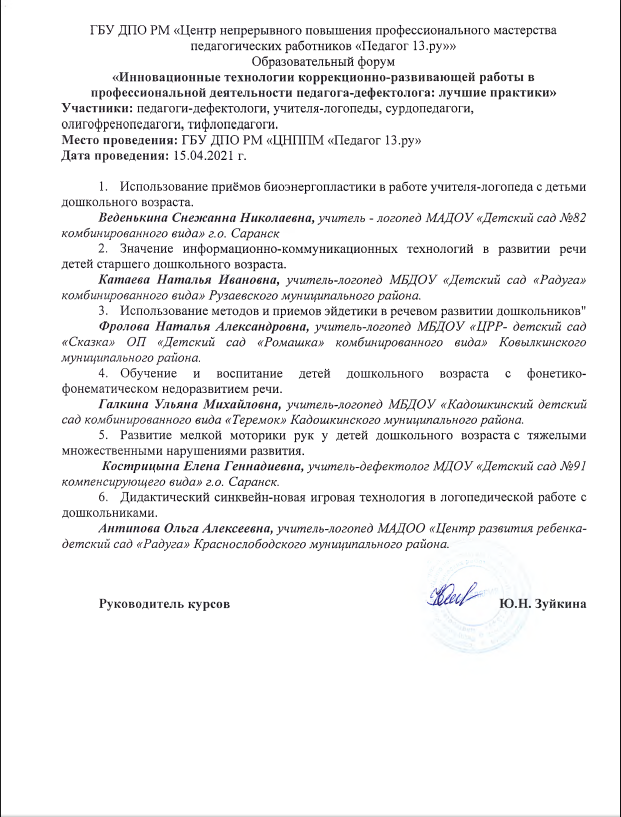 ГБУ ДПО РМ «Центр непрерывного повышения профессионального мастерства
педагогических работников «Педагог 13.ру»»
Образовательный форум
«Инновационные технологии коррекционно-развивающей работы в
профессиональной деятельности педагога-дефектолога: лучшие практики»
Участники: педагоги-дефектологи, учителя-логопеды, сурдопедагоги,
олигофренопедагоги, тифлопедагоги.
Место проведения: ГБУ ДПО РМ «ЦНППМ «Педагог 13.ру»
Дата проведения: 15.04.2021 г.
1. Использование приёмов биоэнергопластики в работе учителя-логопеда с детьми
дошкольного возраста.
Веденькина Снежанна Николаевна, учитель - логопед МАДОУ «Детский сад №82
комбинированного вида» г.о. Саранск
2. Значение информационно-коммуникационных технологий в развитии речи
детей старшего дошкольного возраста.
Катаева Наталья Ивановна, учитель-логопед МБДОУ «Детский сад «Радуга»
комбинированного вида» Рузаевского муниципального района.
3. Использование методов и приемов эйдетики в речевом развитии дошкольников"
Фролова Наталья Александровна, учитель-логопед МБДОУ «ЦРР- детский сад
«Сказка» ОП «Детский сад «Ромашка» комбинированного вида» Ковылкинского
муниципального района.
4. Обучение и воспитание детей дошкольного возраста с фонетико-
фонематическом недоразвитием речи.
Галкина Ульяна Михайловна, учитель-логопед МБДОУ «Кадошкинский детский
сад комбинированного вида «Теремок» Кадошкинского муниципального района.
5. Развитие мелкой моторики рук у детей дошкольного возраста с тяжелыми
множественными нарушениями развития.
Кострицына Елена Геннадиевна, учитель-дефектолог МДОУ «Детский сад №91
компенсирующего вида» г.о. Саранск.
6. Дидактический синквейн-новая игровая технология в логопедической работе с
дошкольниками.
Антипова Ольга Алексеевна, учитель-логопед МАДОО «Центр развития ребенка-
детский сад «Радуга» Краснослободского муниципального района.
Руководитель курсов Ю.Н. Зуйкина